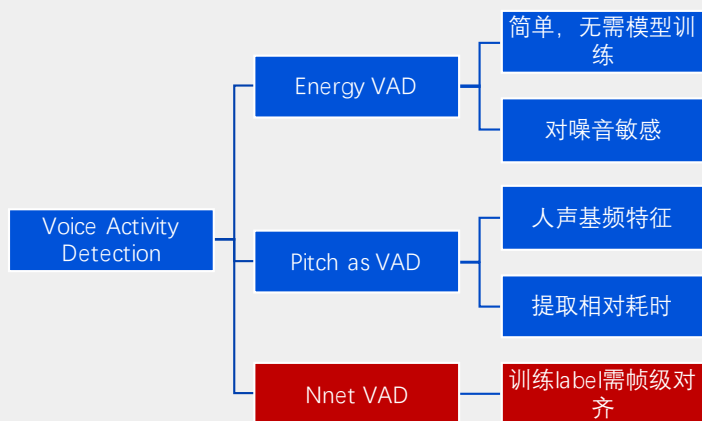 简单，无需模型训
练
Energy VAD
对噪音敏感
Voice Activity
Detection
人声基频特征
Pitch as VAD
提取相对耗时
Nnet VAD
训练label需帧级对
齐